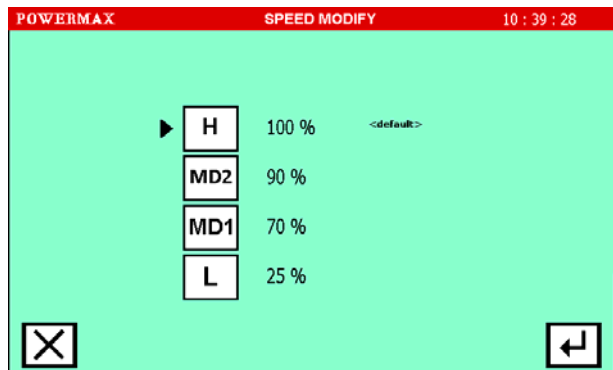 POWERMAX SPEED MODIFY 10 : 39 : 28
H 100 % <default>
MD2 90 %
MD1 70 %
L 25 %